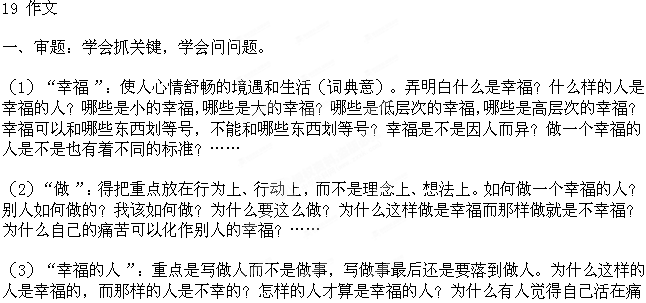 19 作文
一、审题：学会抓关键，学会问问题。
（1）“幸福”：使人心情舒畅的境遇和生活（词典意）。弄明白什么是幸福？什么样的人是
幸福的人？哪些是小的幸福,哪些是大的幸福？哪些是低层次的幸福,哪些是高层次的幸福？
幸福可以和哪些东西划等号，不能和哪些东西划等号？幸福是不是因人而异？做一个幸福的
人是不是也有着不同的标准？……
（2）“做”：得把重点放在行为上、行动上，而不是理念上、想法上。如何做一个幸福的人？
别人如何做的？我该如何做？为什么要这么做？为什么这样做是幸福而那样做就是不幸福？
为什么自己的痛苦可以化作别人的幸福？……
（3）“幸福的人”：重点是写做人而不是做事，写做事最后还是要落到做人。为什么这样的
人是幸福的，而那样的人是不幸的？怎样的人才算是幸福的人？为什么有人觉得自己活在痛